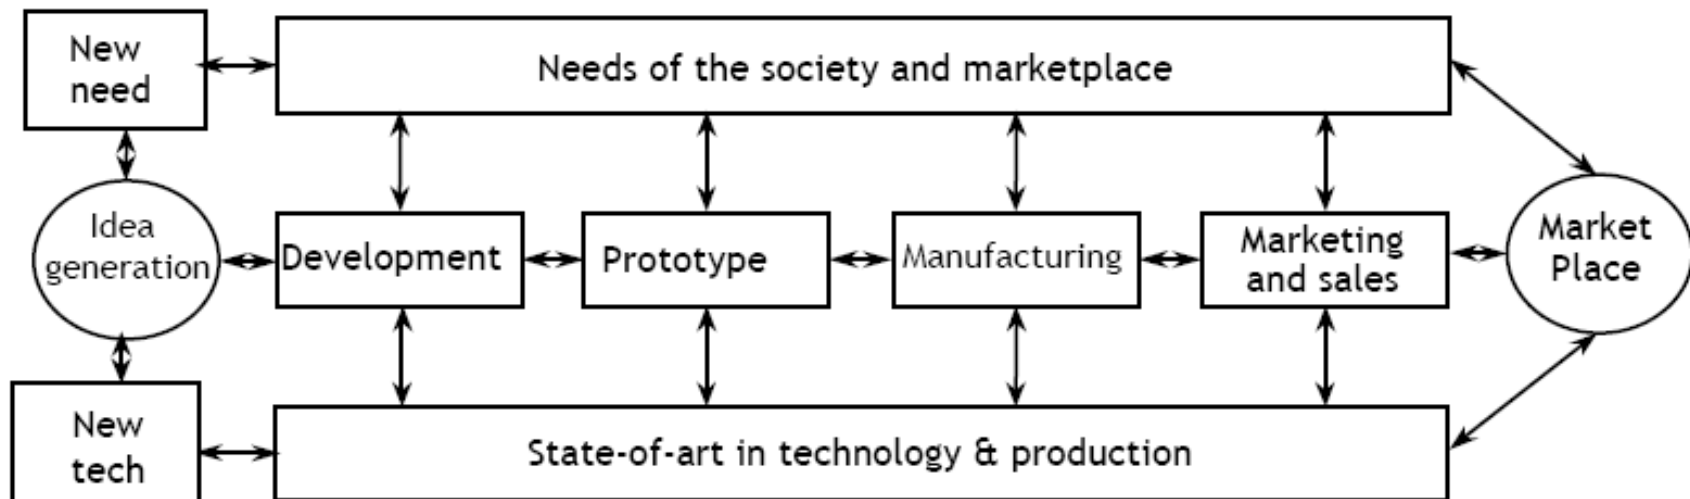 New
need
Needs of the society and marketplace
Idea
generation
Development
Prototype
Manufacturing
Marketing
and sales
Market
Place
New
tech
State-of-art in technology & production